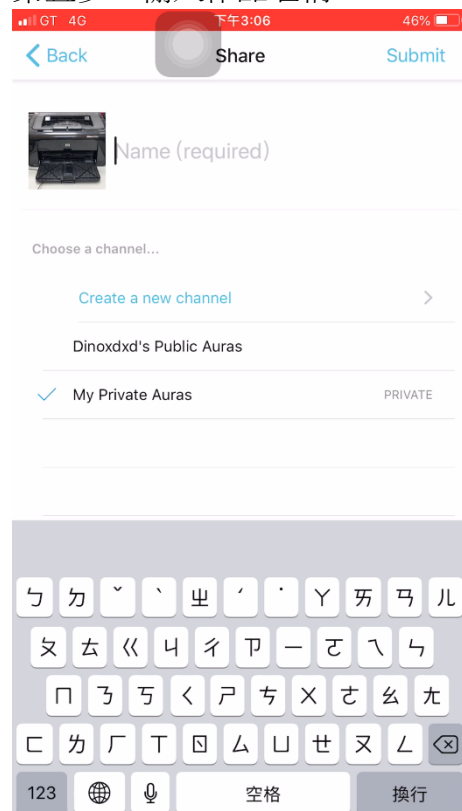 GT 4G 下午3:06 46%
Back Share Submit
Name (required)
Choose a channel...
Create a new channel
Dinoxdxd's Public Auras
My Private Auras PRIVATE
ㄅ ㄉ ˇ ˋ ㄓ ˊ ˙ ㄚ ㄞ ㄢ ㄦ
ㄆ ㄊ ㄍ ㄐ ㄔ ㄗ ㄧ ㄛ ㄟ ㄣ
ㄇ ㄋ ㄎ ㄑ ㄕ ㄘ ㄨ ㄜ ㄠ ㄤ
ㄈ ㄌ ㄏ ㄒ ㄖ ㄙ ㄩ ㄝ ㄡ ㄥ
123 空格 換行